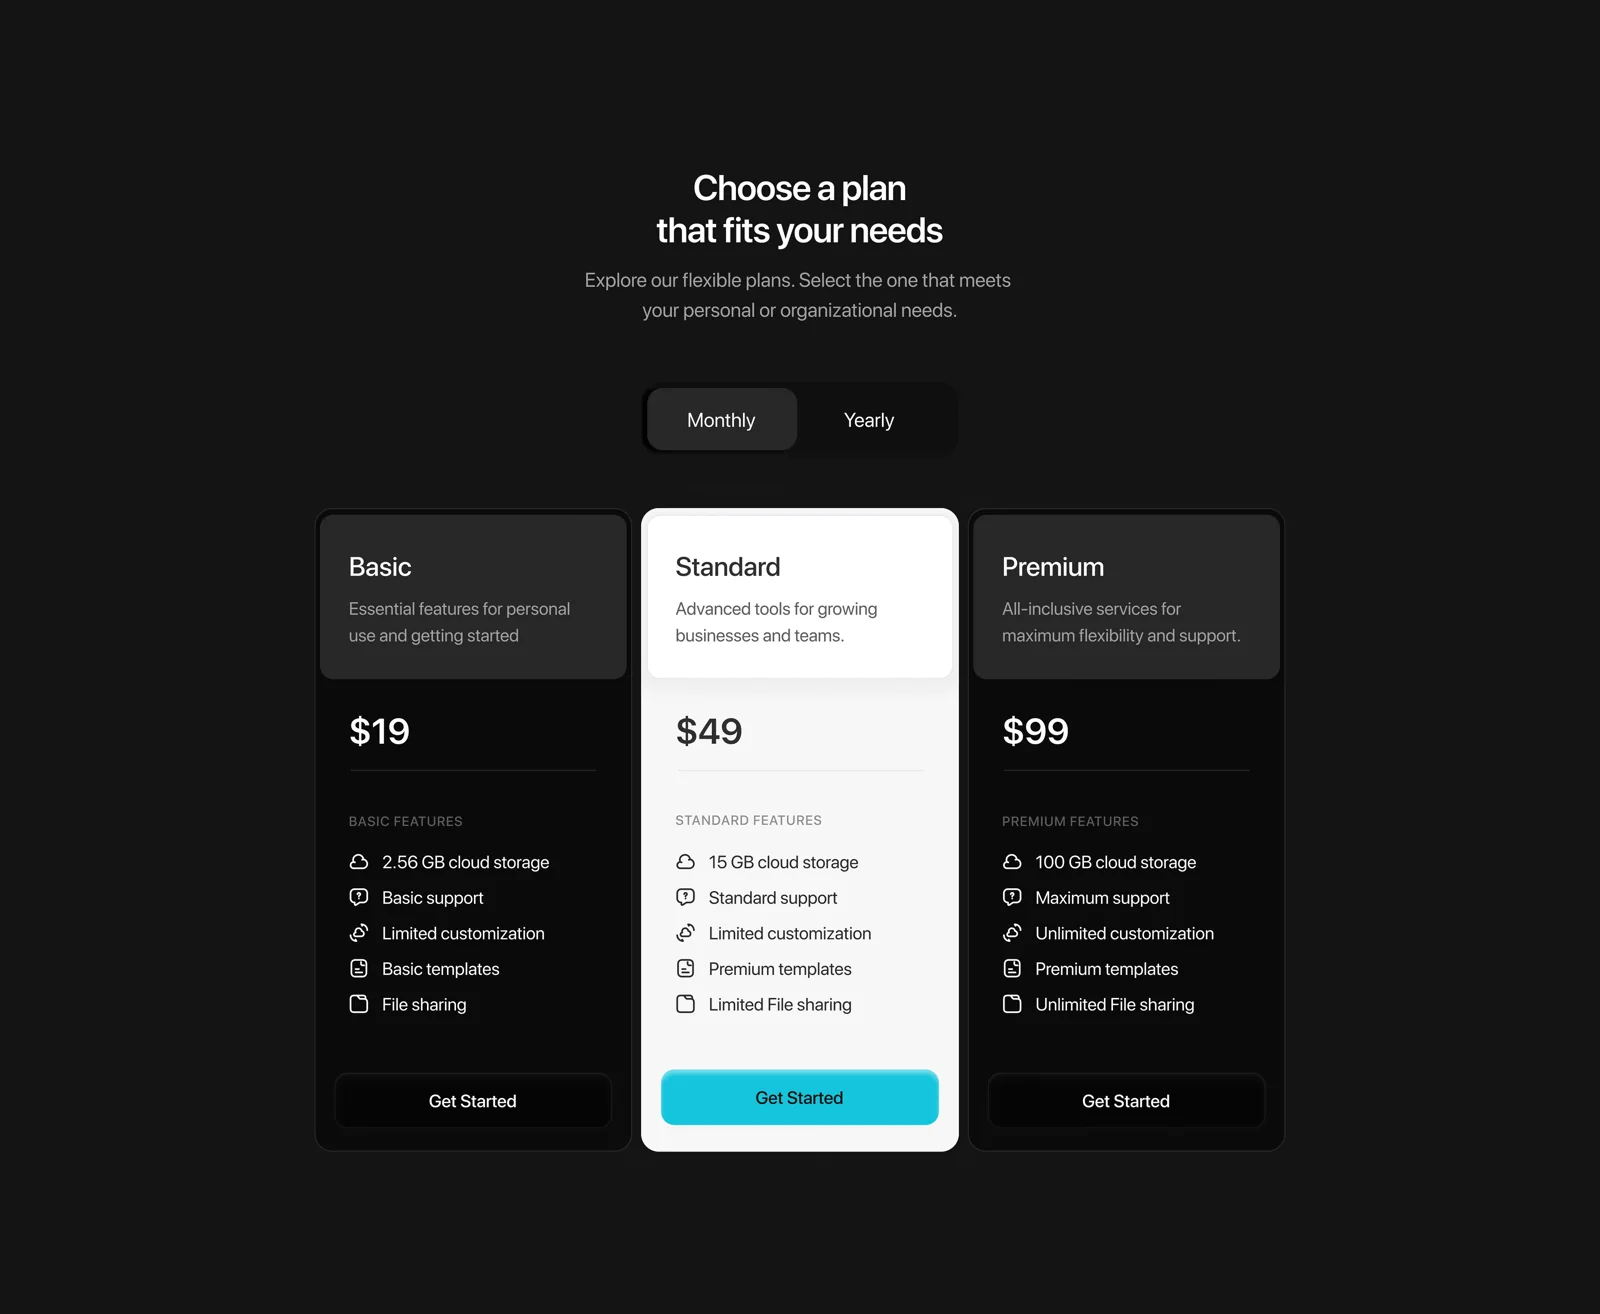 Choose a plan
that fits your needs
Explore our flexible plans. Select the one that meets
your personal or organizational needs.
Monthly
Yearly
Basic
Essential features for personal
use and getting started
$19
BASIC FEATURES
2.56 GB cloud storage
Basic support
Limited customization
Basic templates
File sharing
Get Started
Standard
Advanced tools for growing
businesses and teams.
$49
STANDARD FEATURES
15 GB cloud storage
Standard support
Limited customization
Premium templates
Limited File sharing
Get Started
Premium
All-inclusive services for
maximum flexibility and support.
$99
PREMIUM FEATURES
100 GB cloud storage
Maximum support
Unlimited customization
Premium templates
Unlimited File sharing
Get Started